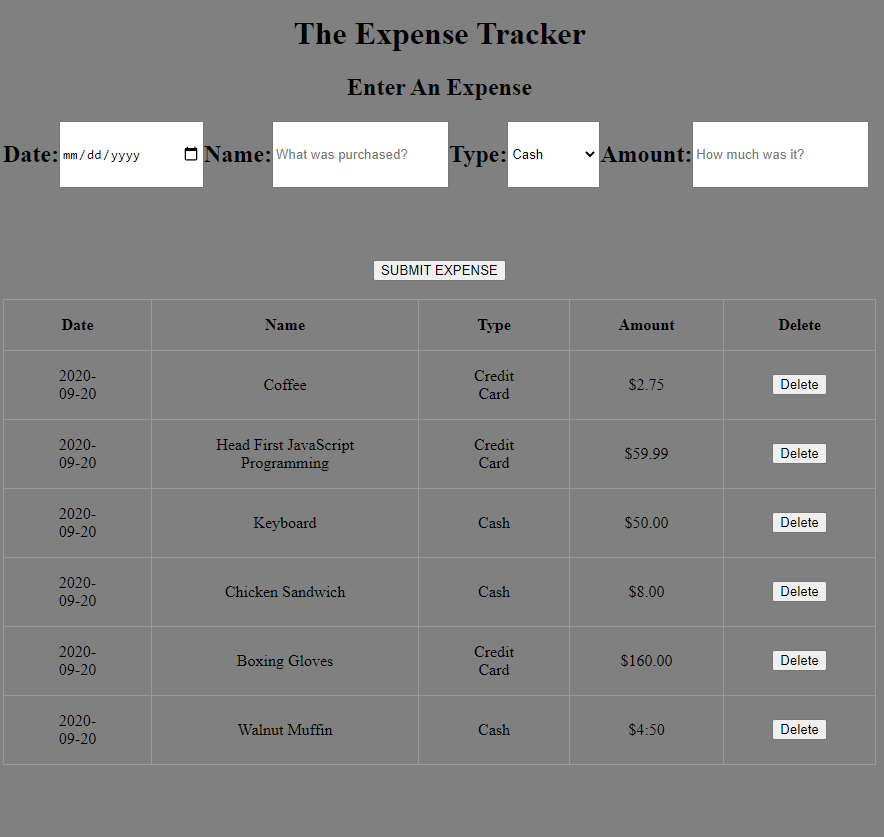 The Expense Tracker
Enter An Expense
Date: mm/dd/yyyy Name: What was purchased? Type: Cash Amount: How much was it?
SUBMIT EXPENSE
Date Name Type Amount Delete
2020-
09-20 Coffee Credit
Card $2.75 Delete
2020-
09-20 Head First JavaScript
Programming Credit
Card $59.99 Delete
2020-
09-20 Keyboard Cash $50.00 Delete
2020-
09-20 Chicken Sandwich Cash $8.00 Delete
2020-
09-20 Boxing Gloves Credit
Card $160.00 Delete
2020-
09-20 Walnut Muffin Cash $4:50 Delete